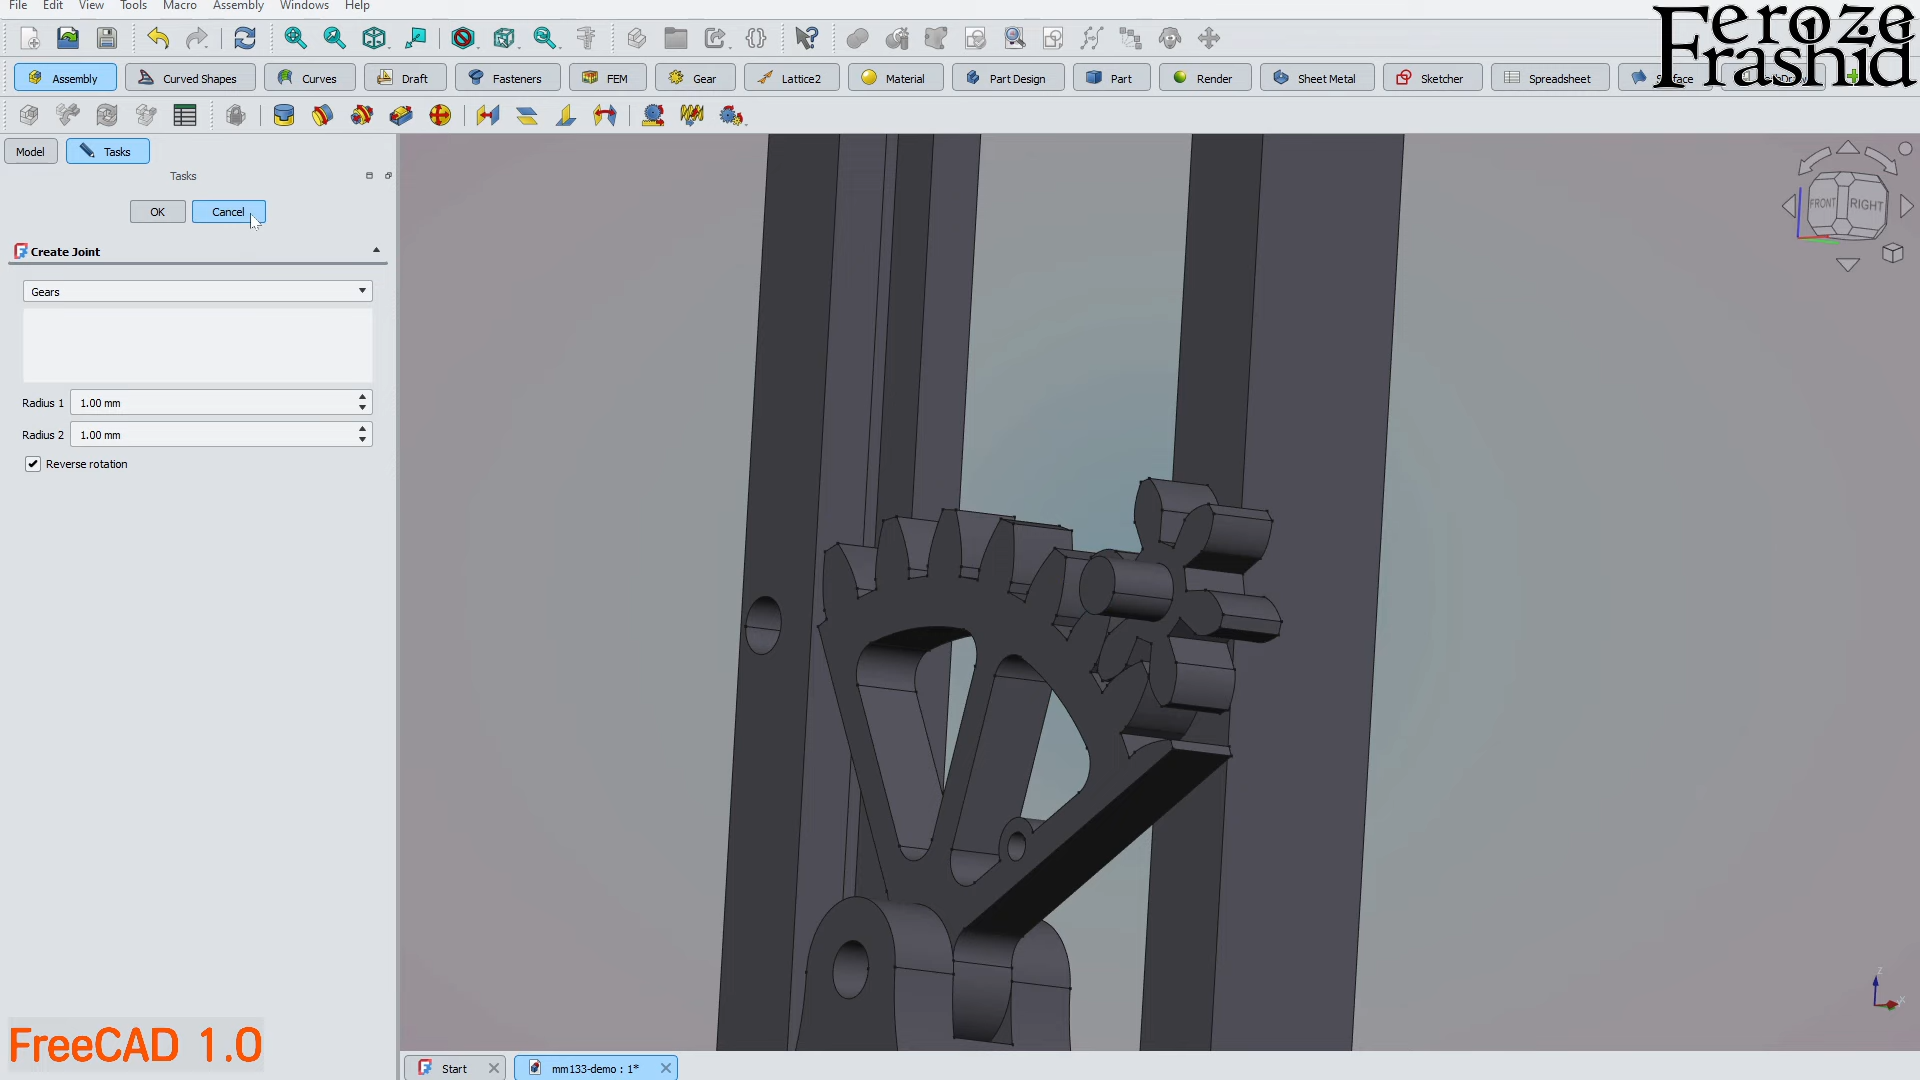 File Edit View Tools Macro Assembly Windows Help
Feroze
Frashid
Assembly Curved Shapes Curves Draft Fasteners FEM Gear Lattice2 Material Part Design Part Render Sheet Metal Sketcher Spreadsheet
Model Tasks
Tasks
OK Cancel
Create Joint
Gears
Radius 1 1.00 mm
Radius 2 1.00 mm
Reverse rotation
FRONT RIGHT
Z
FreeCAD 1.0
Start mm133-demo : 1*